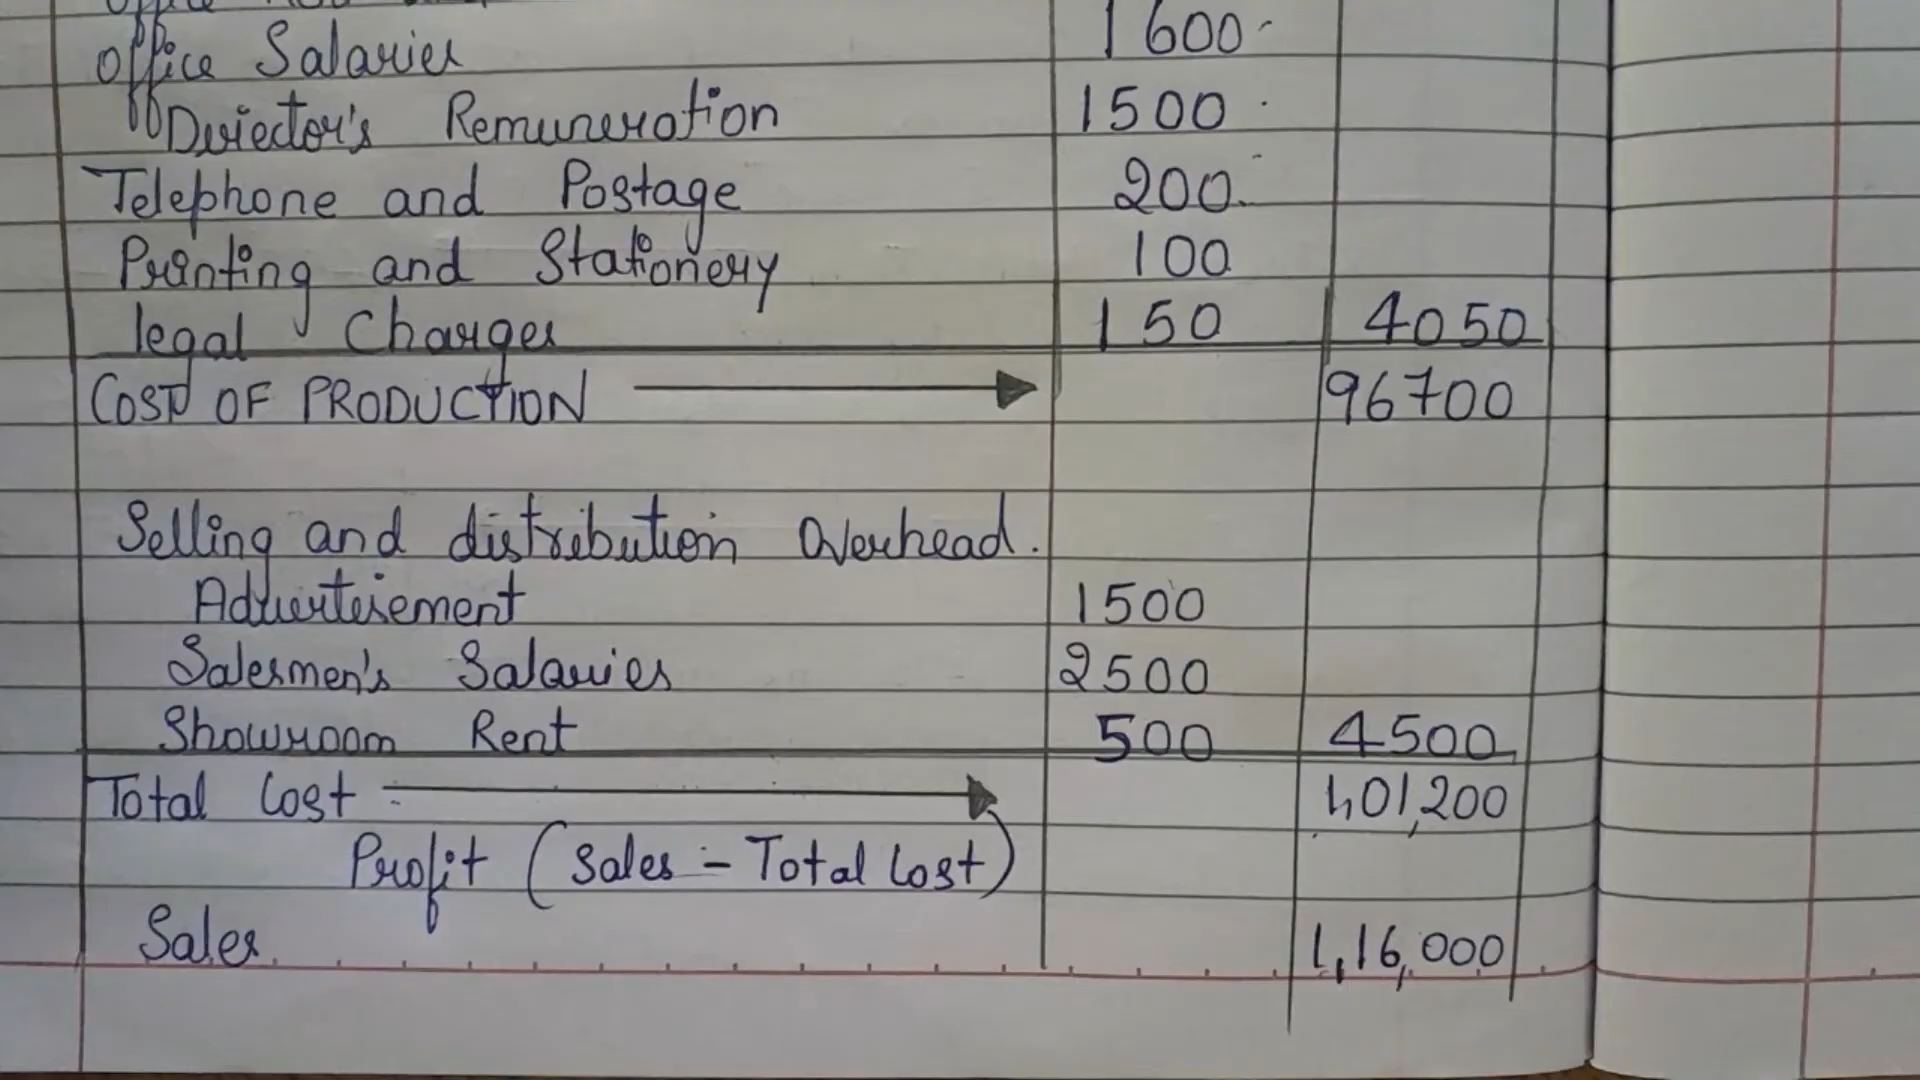 Office Salaries 1600
Director's Remuneration 1500
Telephone and Postage 200
Printing and Stationery 100
legal Charges 150 4050
COST OF PRODUCTION 96700
Selling and distribution Overhead.
Advertisement 1500
Salesmen's Salaries 2500
Showroom Rent 500 4500
Total Cost 1,01,200
Profit (Sales - Total Cost)
Sales 1,16,000